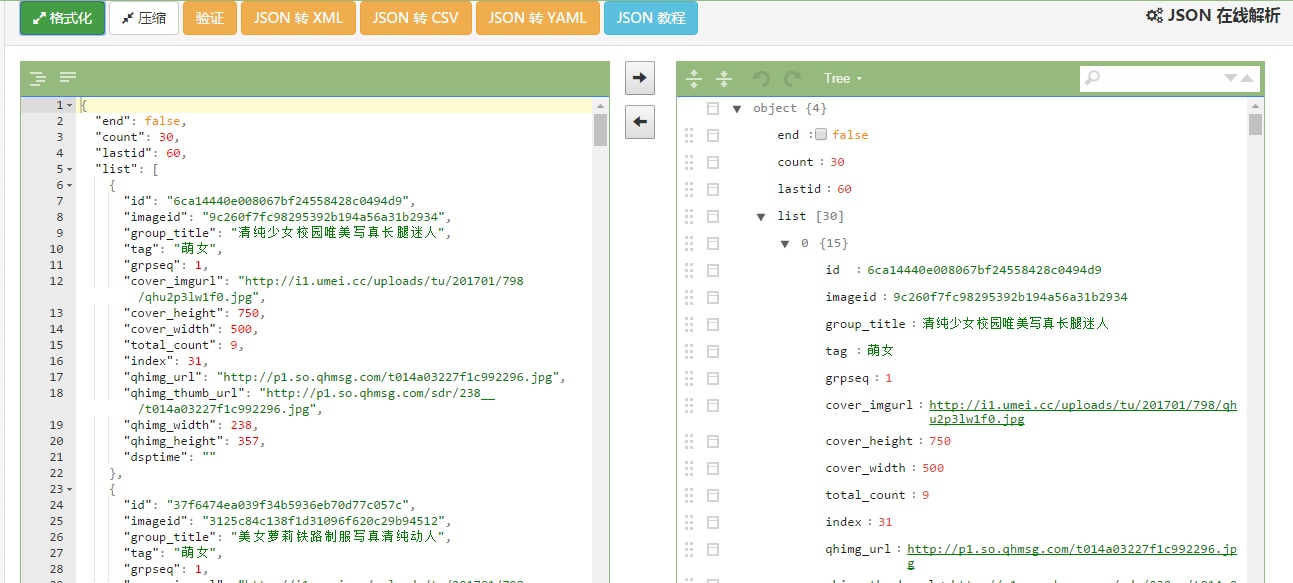 格式化 压缩 验证 JSON 转 XML JSON 转 CSV JSON 转 YAML JSON 教程 JSON 在线解析
1 {
2 "end": false,
3 "count": 30,
4 "lastid": 60,
5 "list": [
6 {
7 "id": "6ca14440e008067bf24558428c0494d9",
8 "imageid": "9c260f7fc98295392b194a56a31b2934",
9 "group_title": "清纯少女校园唯美写真长腿迷人",
10 "tag": "萌女",
11 "grpseq": 1,
12 "cover_imgurl": "http://i1.umei.cc/uploads/tu/201701/798
/qhu2p3lw1f0.jpg",
13 "cover_height": 750,
14 "cover_width": 500,
15 "total_count": 9,
16 "index": 31,
17 "qhimg_url": "http://p1.so.qhmsg.com/t014a03227f1c992296.jpg",
18 "qhimg_thumb_url": "http://p1.so.qhmsg.com/sdr/238__
/t014a03227f1c992296.jpg",
19 "qhimg_width": 238,
20 "qhimg_height": 357,
21 "dsptime": ""
22 },
23 {
24 "id": "37f6474ea039f34b5936eb70d77c057c",
25 "imageid": "3125c84c138f1d31096f620c29b94512",
26 "group_title": "美女萝莉铁路制服写真清纯动人",
27 "tag": "萌女",
28 "grpseq": 1,
Tree
object {4}
end : false
count : 30
lastid : 60
list [30]
0 {15}
id : 6ca14440e008067bf24558428c0494d9
imageid : 9c260f7fc98295392b194a56a31b2934
group_title : 清纯少女校园唯美写真长腿迷人
tag : 萌女
grpseq : 1
cover_imgurl : http://i1.umei.cc/uploads/tu/201701/798/qh
u2p3lw1f0.jpg
cover_height : 750
cover_width : 500
total_count : 9
index : 31
qhimg_url : http://p1.so.qhmsg.com/t014a03227f1c992296.jp
g